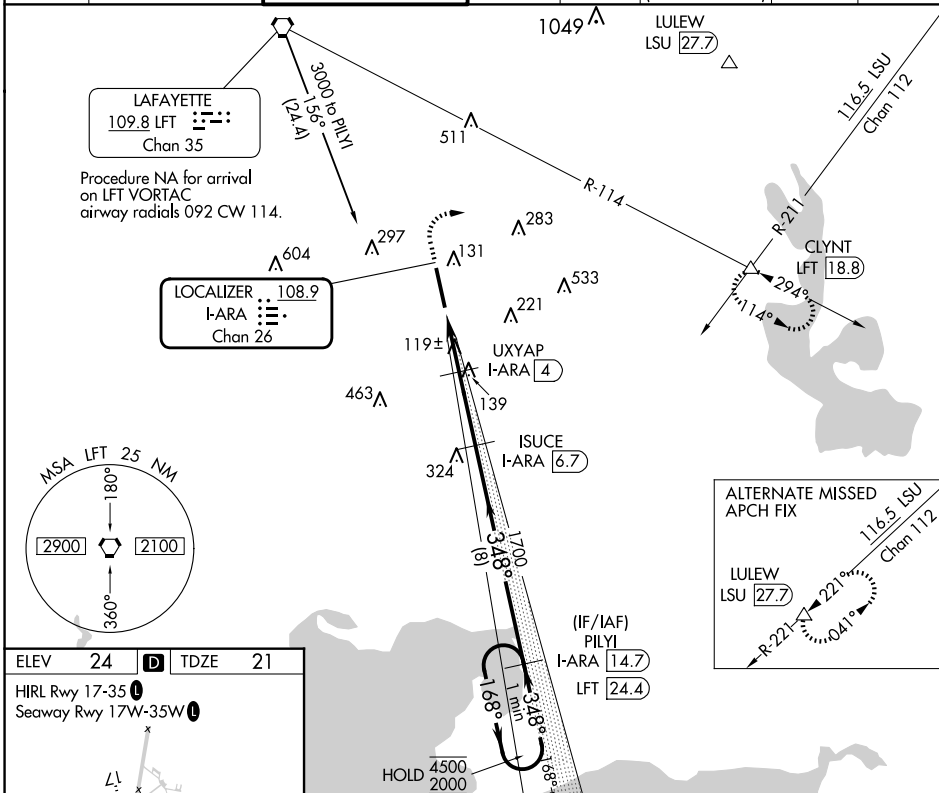 1049
LULEW
LSU 27.7
116.5 LSU
Chan 112
LAFAYETTE
109.8 LFT
Chan 35
3000 to PILYI
156°
(24.4)
511
Procedure NA for arrival
on LFT VORTAC
airway radials 092 CW 114.
R-114
R-211
CLYNT
LFT 18.8
294°
114°
604
297
131
283
533
221
LOCALIZER 108.9
I-ARA
Chan 26
119±
UXYAP
I-ARA 4
139
463
324
ISUCE
I-ARA 6.7
MSA LFT 25 NM
180°
2900
2100
360°
1700
348°
(8)
ALTERNATE MISSED
APCH FIX
116.5 LSU
Chan 112
LULEW
LSU 27.7
221°
041°
R-221
(IF/IAF)
PILYI
I-ARA 14.7
LFT 24.4
168°
1 min
348°
168°
HOLD 4500
2000
ELEV 24 D TDZE 21
HIRL Rwy 17-35 L
Seaway Rwy 17W-35W L
x
x
17